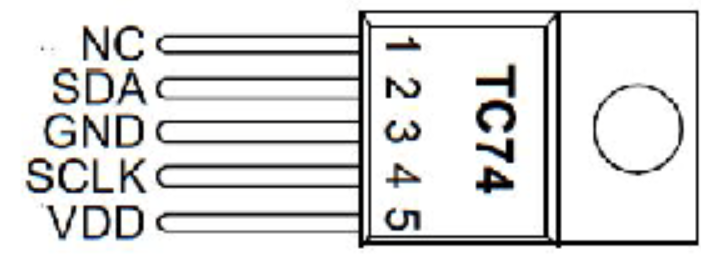 NC 1
SDA 2
GND 3
SCLK 4
VDD 5
TC74